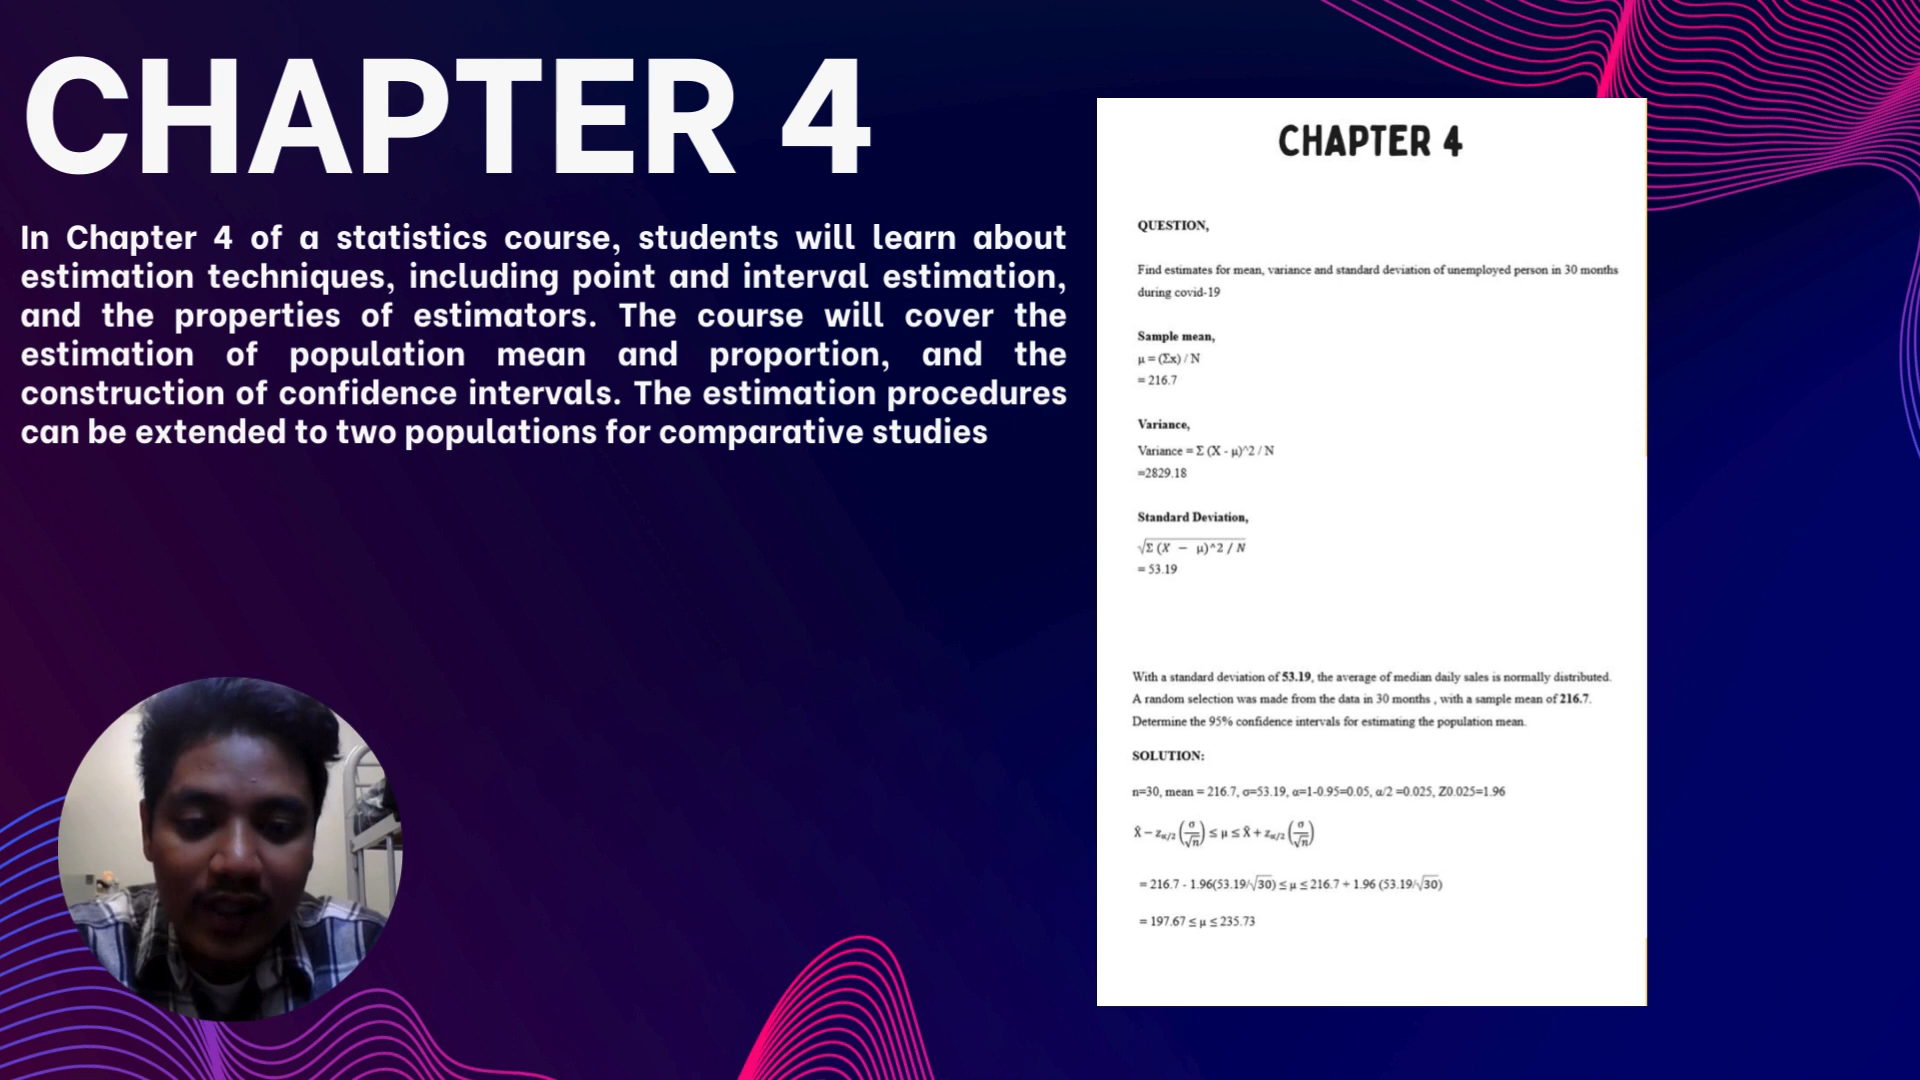 CHAPTER 4
In Chapter 4 of a statistics course, students will learn about
estimation techniques, including point and interval estimation,
and the properties of estimators. The course will cover the
estimation of population mean and proportion, and the
construction of confidence intervals. The estimation procedures
can be extended to two populations for comparative studies
CHAPTER 4
QUESTION,
Find estimates for mean, variance and standard deviation of unemployed person in 30 months
during covid-19
Sample mean,
μ = (Σx) / N
= 216.7
Variance,
Variance = Σ (X - μ)^2 / N
=2829.18
Standard Deviation,
√Σ (X − μ)^2 / N
= 53.19
With a standard deviation of 53.19, the average of median daily sales is normally distributed.
A random selection was made from the data in 30 months , with a sample mean of 216.7.
Determine the 95% confidence intervals for estimating the population mean.
SOLUTION:
n=30, mean = 216.7, σ=53.19, α=1-0.95=0.05, α/2 =0.025, Z0.025=1.96
x̄ − zα/2 (σ/√n) ≤ μ ≤ x̄ + zα/2 (σ/√n)
= 216.7 - 1.96(53.19/√30) ≤ μ ≤ 216.7 + 1.96 (53.19/√30)
= 197.67 ≤ μ ≤ 235.73